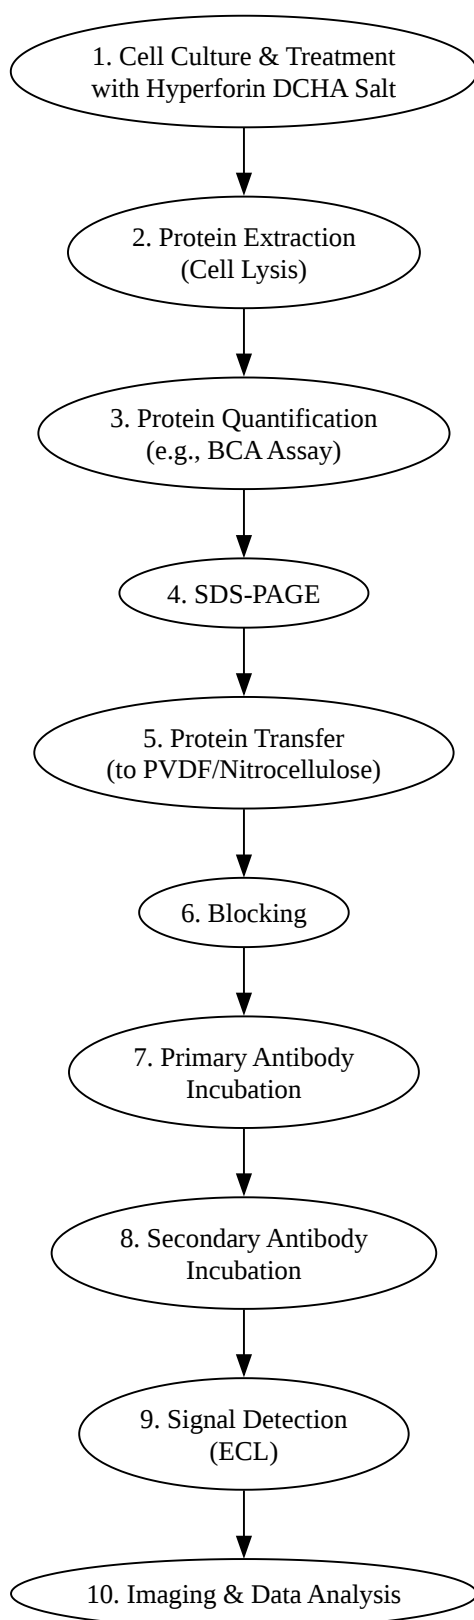 1. Cell Culture & Treatment
with Hyperforin DCHA Salt
2. Protein Extraction
(Cell Lysis)
3. Protein Quantification
(e.g., BCA Assay)
4. SDS-PAGE
5. Protein Transfer
(to PVDF/Nitrocellulose)
6. Blocking
7. Primary Antibody
Incubation
8. Secondary Antibody
Incubation
9. Signal Detection
(ECL)
10. Imaging & Data Analysis